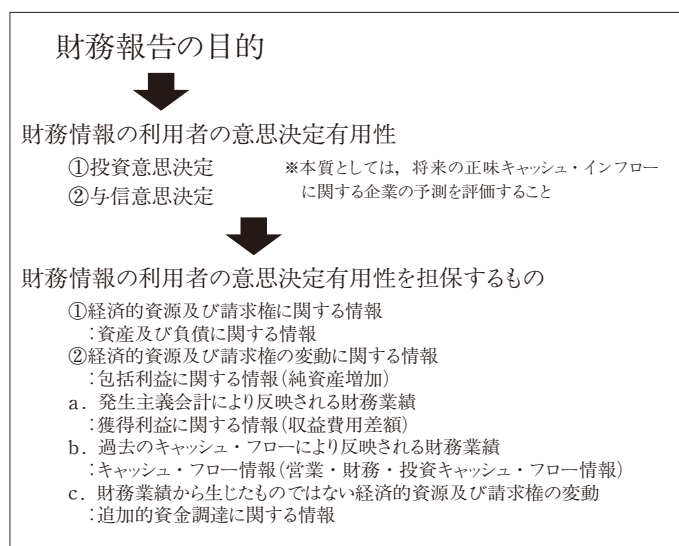 財務報告の目的
財務情報の利用者の意思決定有用性
①投資意思決定
②与信意思決定
※本質としては，将来の正味キャッシュ・インフロー
に関する企業の予測を評価すること
財務情報の利用者の意思決定有用性を担保するもの
①経済的資源及び請求権に関する情報
:資産及び負債に関する情報
②経済的資源及び請求権の変動に関する情報
:包括利益に関する情報(純資産増加)
a．発生主義会計により反映される財務業績
:獲得利益に関する情報(収益費用差額)
b．過去のキャッシュ・フローにより反映される財務業績
:キャッシュ・フロー情報(営業・財務・投資キャッシュ・フロー情報)
c．財務業績から生じたものではない経済的資源及び請求権の変動
:追加的資金調達に関する情報